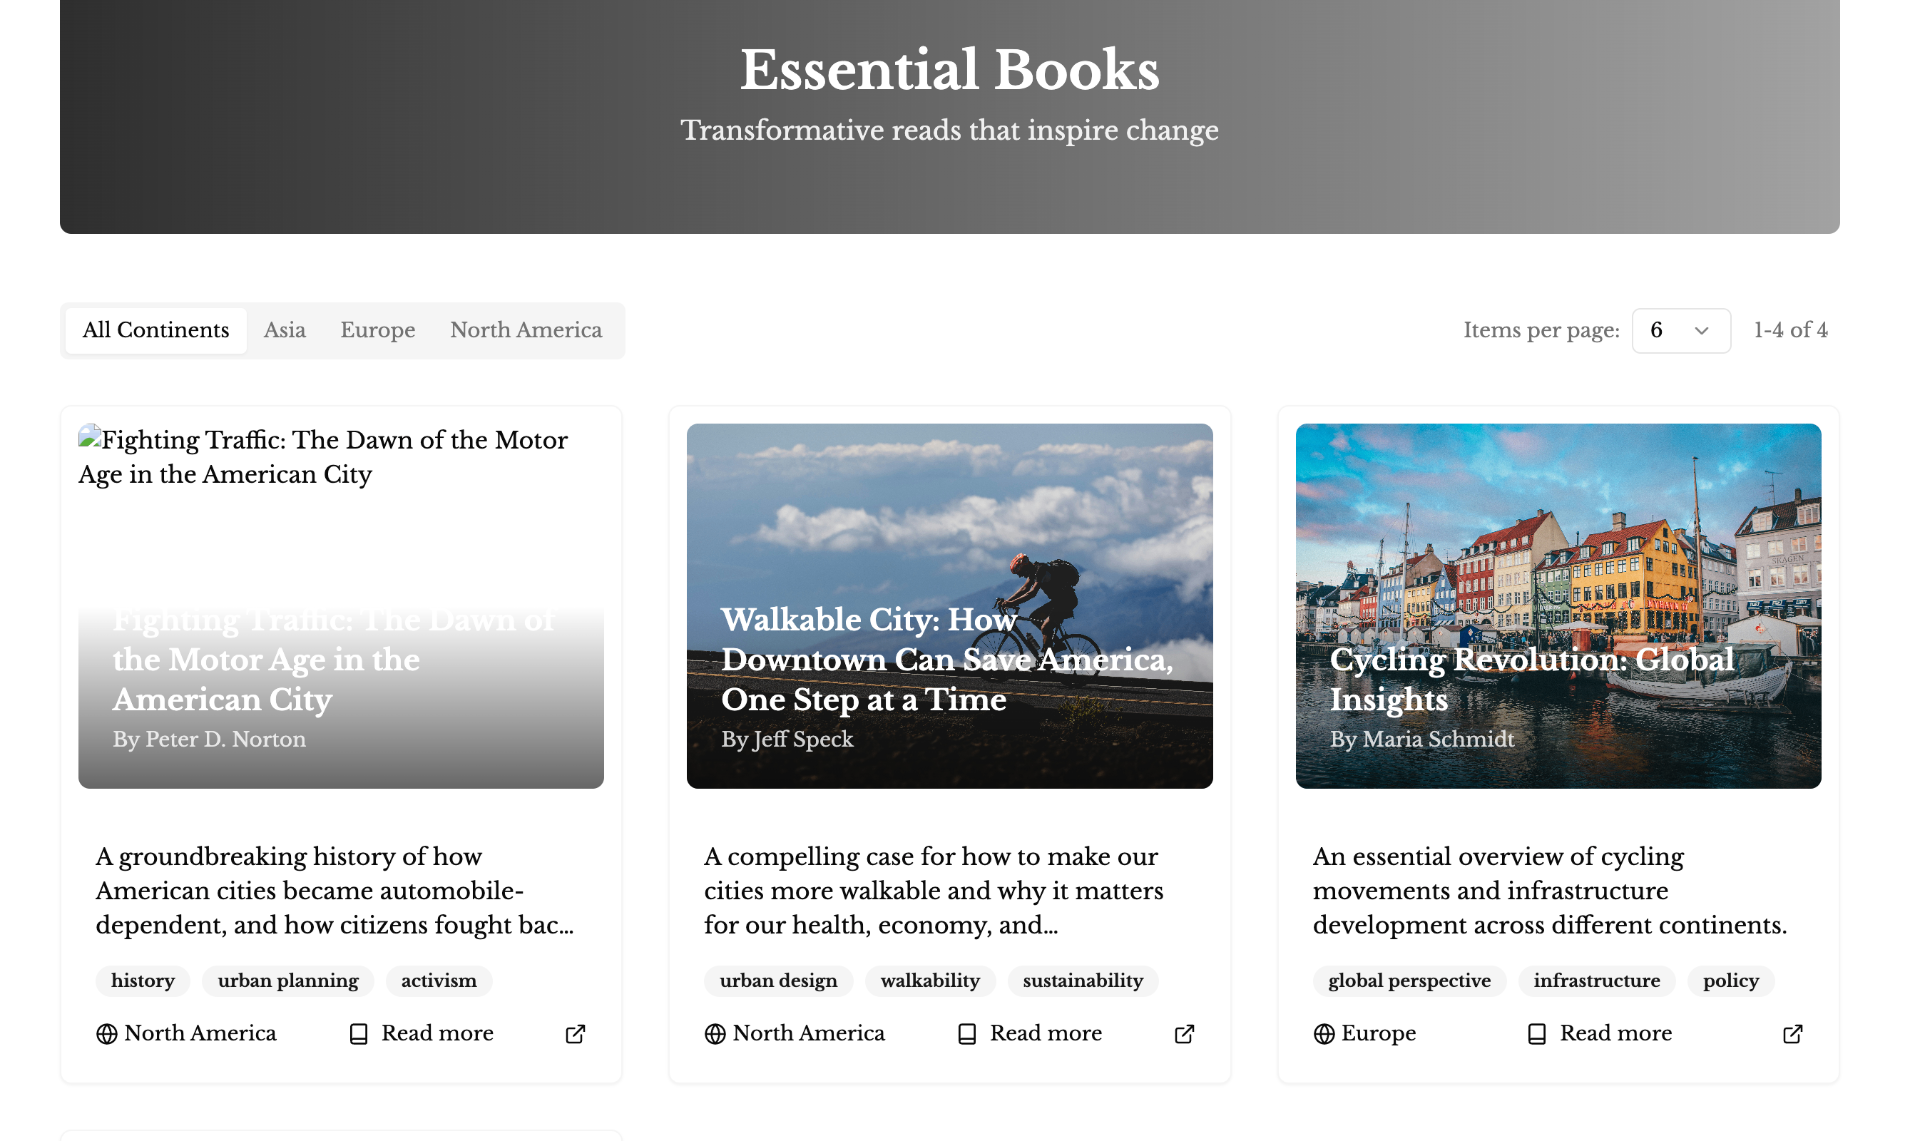 Essential Books
Transformative reads that inspire change
All Continents
Asia
Europe
North America
Items per page:
6
1-4 of 4
Fighting Traffic: The Dawn of the Motor
Age in the American City
Fighting Traffic: The Dawn of
the Motor Age in the
American City
By Peter D. Norton
A groundbreaking history of how
American cities became automobile-
dependent, and how citizens fought bac...
history
urban planning
activism
North America
Read more
Walkable City: How
Downtown Can Save America,
One Step at a Time
By Jeff Speck
A compelling case for how to make our
cities more walkable and why it matters
for our health, economy, and...
urban design
walkability
sustainability
North America
Read more
Cycling Revolution: Global
Insights
By Maria Schmidt
An essential overview of cycling
movements and infrastructure
development across different continents.
global perspective
infrastructure
policy
Europe
Read more